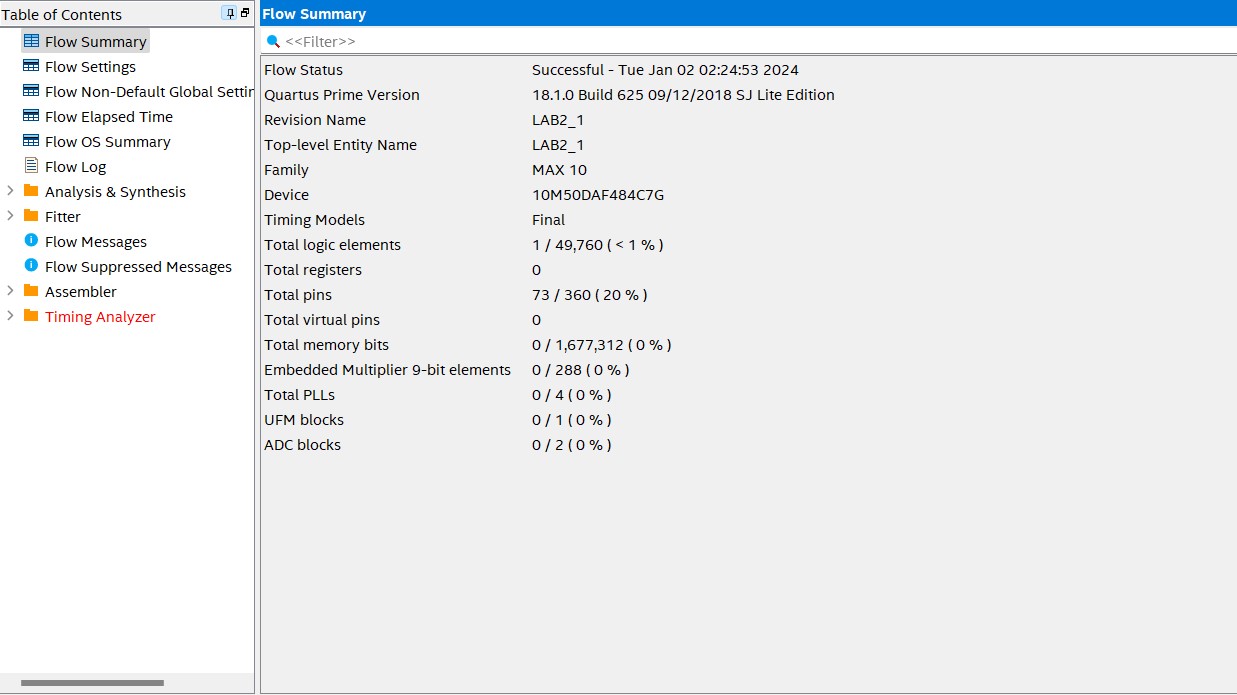 Table of Contents
Flow Summary
Flow Settings
Flow Non-Default Global Settin
Flow Elapsed Time
Flow OS Summary
Flow Log
Analysis & Synthesis
Fitter
Flow Messages
Flow Suppressed Messages
Assembler
Timing Analyzer
Flow Summary
<<Filter>>
Flow Status Successful - Tue Jan 02 02:24:53 2024
Quartus Prime Version 18.1.0 Build 625 09/12/2018 SJ Lite Edition
Revision Name LAB2_1
Top-level Entity Name LAB2_1
Family MAX 10
Device 10M50DAF484C7G
Timing Models Final
Total logic elements 1 / 49,760 ( < 1 % )
Total registers 0
Total pins 73 / 360 ( 20 % )
Total virtual pins 0
Total memory bits 0 / 1,677,312 ( 0 % )
Embedded Multiplier 9-bit elements 0 / 288 ( 0 % )
Total PLLs 0 / 4 ( 0 % )
UFM blocks 0 / 1 ( 0 % )
ADC blocks 0 / 2 ( 0 % )